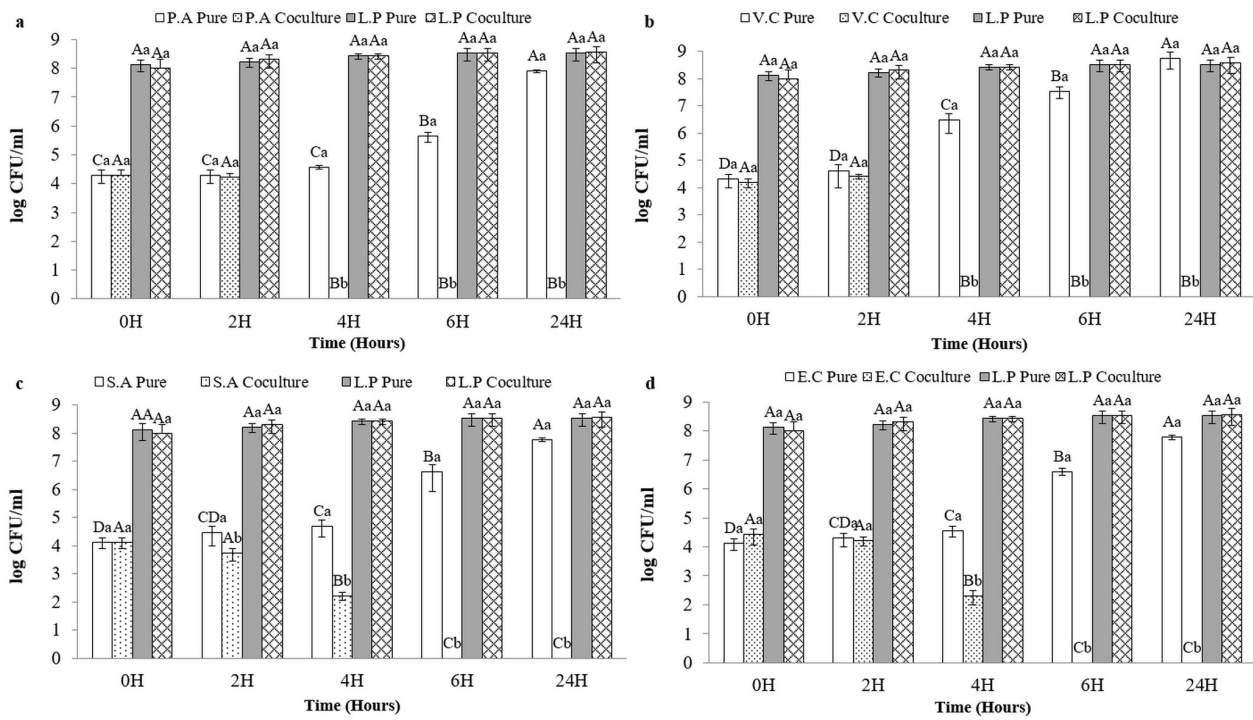 a
P.A Pure P.A Coculture L.P Pure L.P Coculture
9
8
7
6
5
4
3
2
1
0
log CFU/ml
Ca Aa Aa Aa
Ca Aa Aa Aa
Ca Bb Aa Aa
Ba Bb Aa Aa
Aa Bb Aa Aa
0H 2H 4H 6H 24H
Time (Hours)
b
V.C Pure V.C Coculture L.P Pure L.P Coculture
9
8
7
6
5
4
3
2
1
0
log CFU/ml
Da Aa Aa Aa
Da Aa Aa Aa
Ca Bb Aa Aa
Ba Bb Aa Aa
Aa Bb Aa Aa
0H 2H 4H 6H 24H
Time (Hours)
c
S.A Pure S.A Coculture L.P Pure L.P Coculture
9
8
7
6
5
4
3
2
1
0
log CFU/ml
Da Aa AA Aa
CDa Ab Aa Aa
Ca Bb Aa Aa
Ba Cb Aa Aa
Aa Cb Aa Aa
0H 2H 4H 6H 24H
Time (Hours)
d
E.C Pure E.C Coculture L.P Pure L.P Coculture
9
8
7
6
5
4
3
2
1
0
log CFU/ml
Da Aa Aa Aa
CDa Aa Aa Aa
Ca Bb Aa Aa
Ba Cb Aa Aa
Aa Cb Aa Aa
0H 2H 4H 6H 24H
Time (Hours)